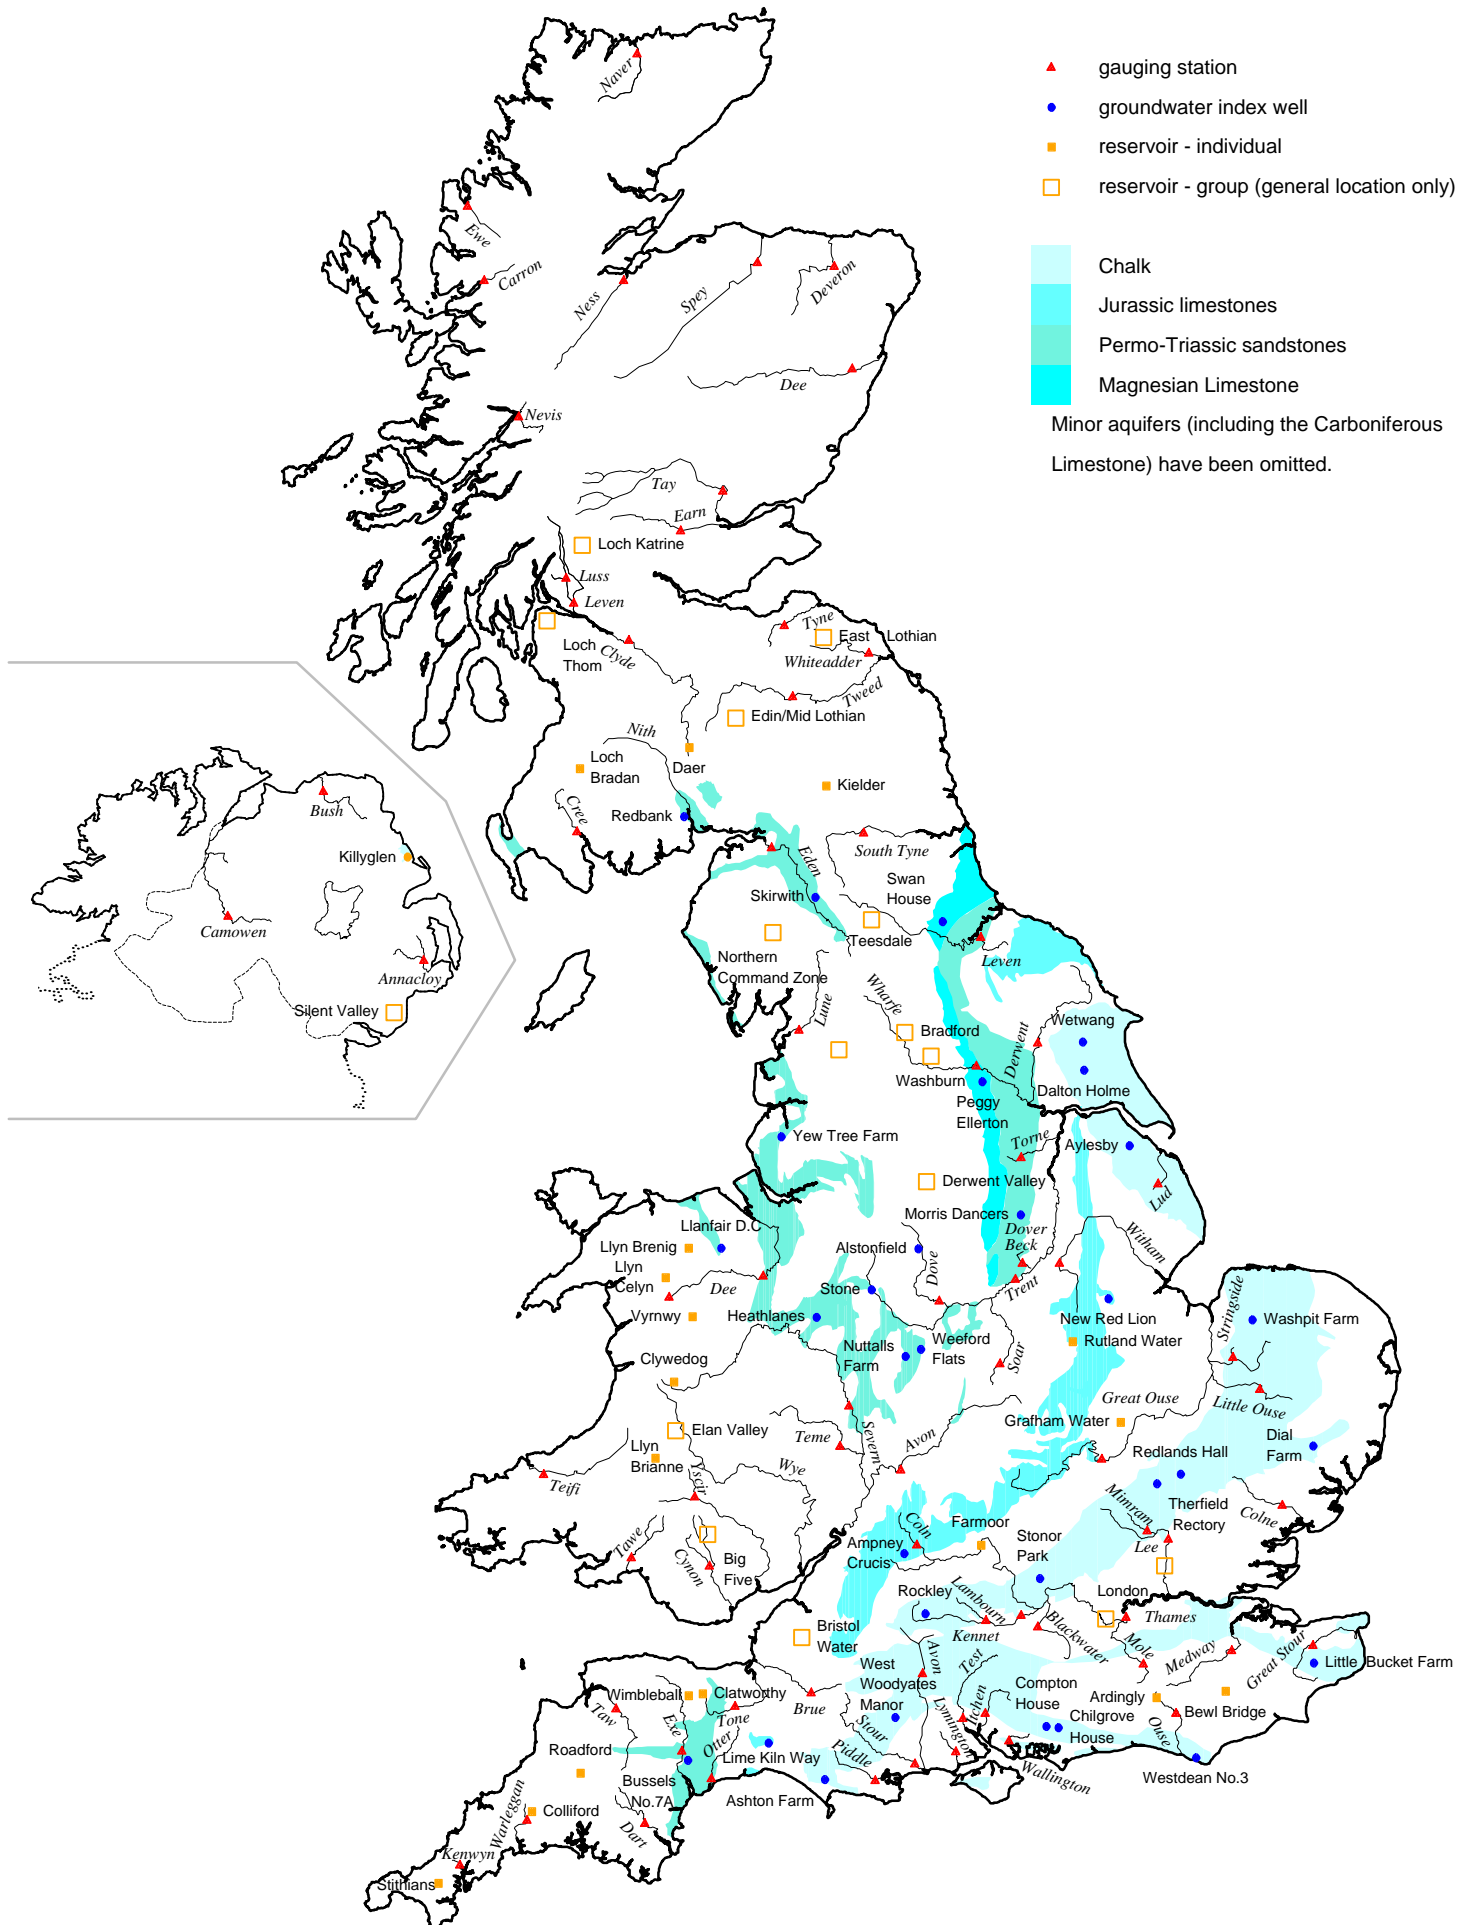 gauging station
groundwater index well
reservoir - individual
reservoir - group (general location only)
Chalk
Jurassic limestones
Permo-Triassic sandstones
Magnesian Limestone
Minor aquifers (including the Carboniferous
Limestone) have been omitted.
Naver
Ewe
Carron
Ness
Spey
Deveron
Dee
Nevis
Tay
Earn
Loch Katrine
Luss
Leven
Loch
Thom
Clyde
Tyne
East Lothian
Whiteadder
Tweed
Edin/Mid Lothian
Nith
Daer
Loch
Bradan
Kielder
Redbank
Cree
Bush
Killyglen
Camowen
Annacloy
Silent Valley
Eden
South Tyne
Swan
House
Skirwith
Teesdale
Leven
Northern
Command Zone
Lune
Wharfe
Bradford
Derwent
Wetwang
Washburn
Dalton Holme
Peggy
Ellerton
Yew Tree Farm
Torne
Aylesby
Lud
Derwent Valley
Morris Dancers
Dover
Beck
Witham
Llanfair D.C
Llyn Brenig
Llyn
Celyn
Dee
Alstonfield
Dove
Stone
Trent
Vyrnwy
Heathlanes
New Red Lion
Rutland Water
Stringside
Washpit Farm
Nuttalls
Farm
Weeford
Flats
Soar
Clywedog
Great Ouse
Little Ouse
Grafham Water
Dial
Farm
Elan Valley
Teme
Severn
Avon
Redlands Hall
Llyn
Brianne
Yscir
Wye
Teifi
Mimram
Therfield
Rectory
Colne
Coln
Farmoor
Stonor
Park
Lee
Tawe
Cynon
Big
Five
Ampney
Crucis
Rockley
Lambourn
London
Thames
Kennet
Blackwater
Bristol
Water
Avon
Test
Mole
Medway
Great Stour
Little Bucket Farm
West
Woodyates
Manor
Itchen
Compton
House
Ardingly
Chilgrove
House
Bewl Bridge
Wimbleball
Clatworthy
Brue
Taw
Exe
Tone
Otter
Stour
Lymington
Ouse
Roadford
Lime Kiln Way
Piddle
Wallington
Westdean No.3
Bussels
No.7A
Ashton Farm
Warleggan
Colliford
Dart
Kenwyn
Stithians